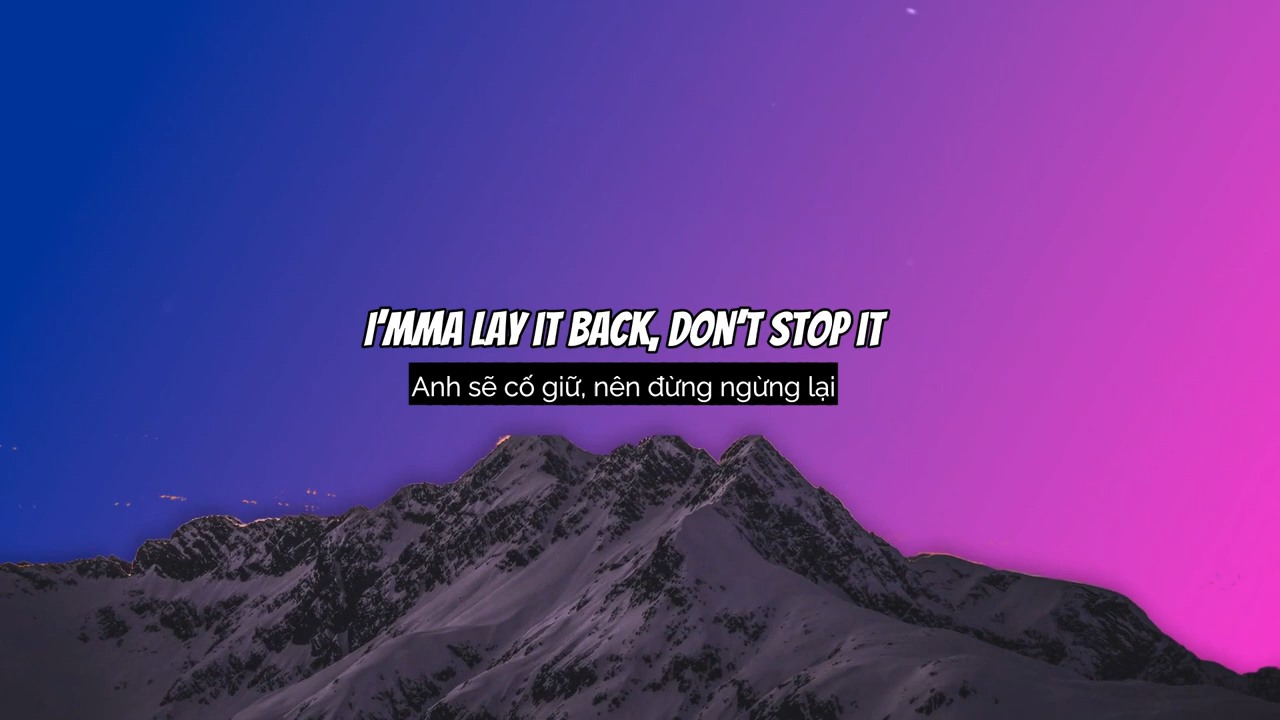 I'MMA LAY IT BACK, DON'T STOP IT
Anh sẽ cố giữ, nên đừng ngừng lại